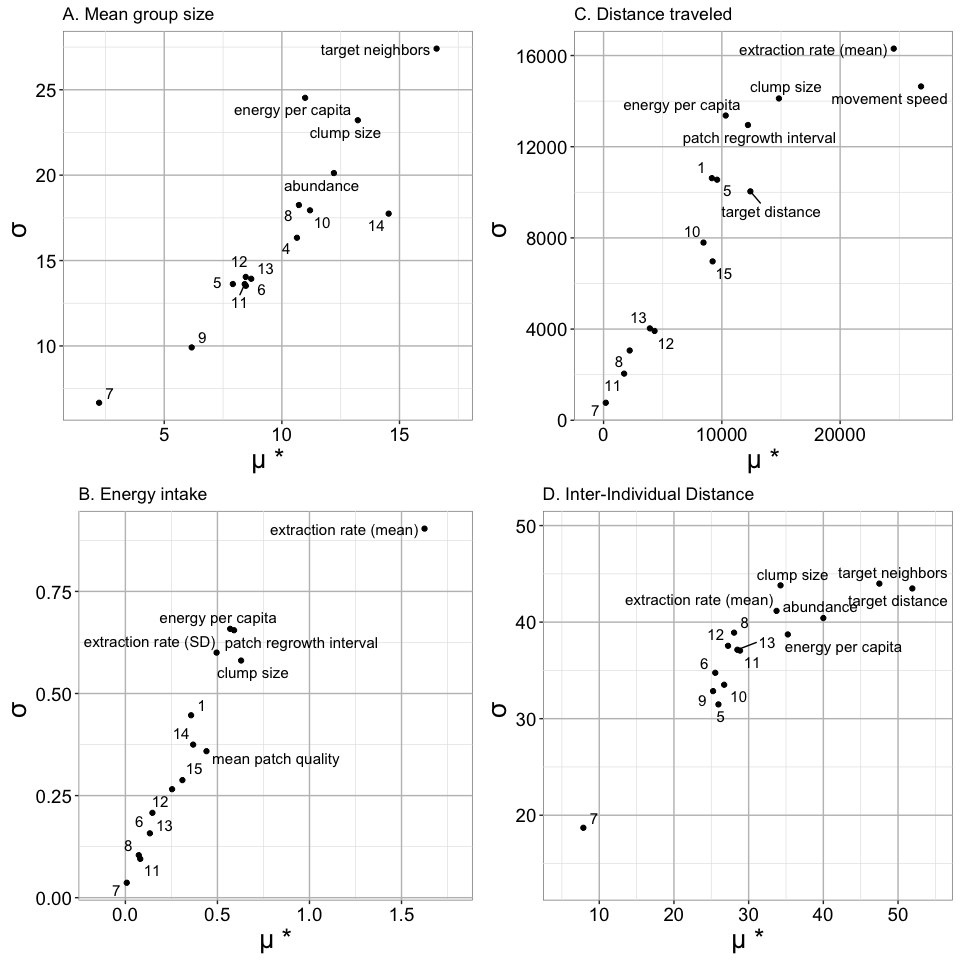 A. Mean group size
target neighbors
energy per capita
clump size
abundance
8
10
14
4
12
13
5
6
11
9
7
25
20
15
10
5
10
15
σ
μ *
C. Distance traveled
extraction rate (mean)
clump size
movement speed
energy per capita
patch regrowth interval
1
5
target distance
10
15
13
12
8
11
7
16000
12000
8000
4000
0
0
10000
20000
σ
μ *
B. Energy intake
extraction rate (mean)
energy per capita
extraction rate (SD)
patch regrowth interval
clump size
1
14
mean patch quality
15
12
6
13
8
11
7
0.75
0.50
0.25
0.00
0.0
0.5
1.0
1.5
σ
μ *
D. Inter-Individual Distance
clump size
target neighbors
extraction rate (mean)
abundance
target distance
8
12
13
energy per capita
11
6
9
10
5
7
50
40
30
20
10
20
30
40
50
σ
μ *